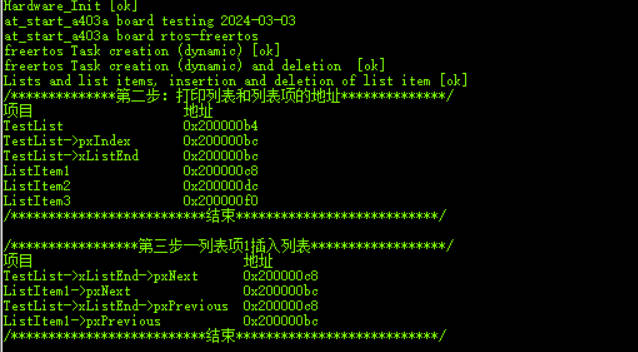 Hardware_Init [ok]
at_start_a403a board testing 2024-03-03
at_start_a403a board rtos-freertos
freertos Task creation (dynamic) [ok]
freertos Task creation (dynamic) and deletion  [ok]
Lists and list items, insertion and deletion of list item [ok]
/**************第二步：打印列表和列表项的地址**************/
项目 地址
TestList 0x200000b4
TestList->pxIndex 0x200000bc
TestList->xListEnd 0x200000bc
ListItem1 0x200000c8
ListItem2 0x200000dc
ListItem3 0x200000f0
/**************************结束***************************/
/*****************第三步—列表项1插入列表******************/
项目 地址
TestList->xListEnd->pxNext 0x200000c8
ListItem1->pxNext 0x200000bc
TestList->xListEnd->pxPrevious 0x200000c8
ListItem1->pxPrevious 0x200000bc
/**************************结束***************************/